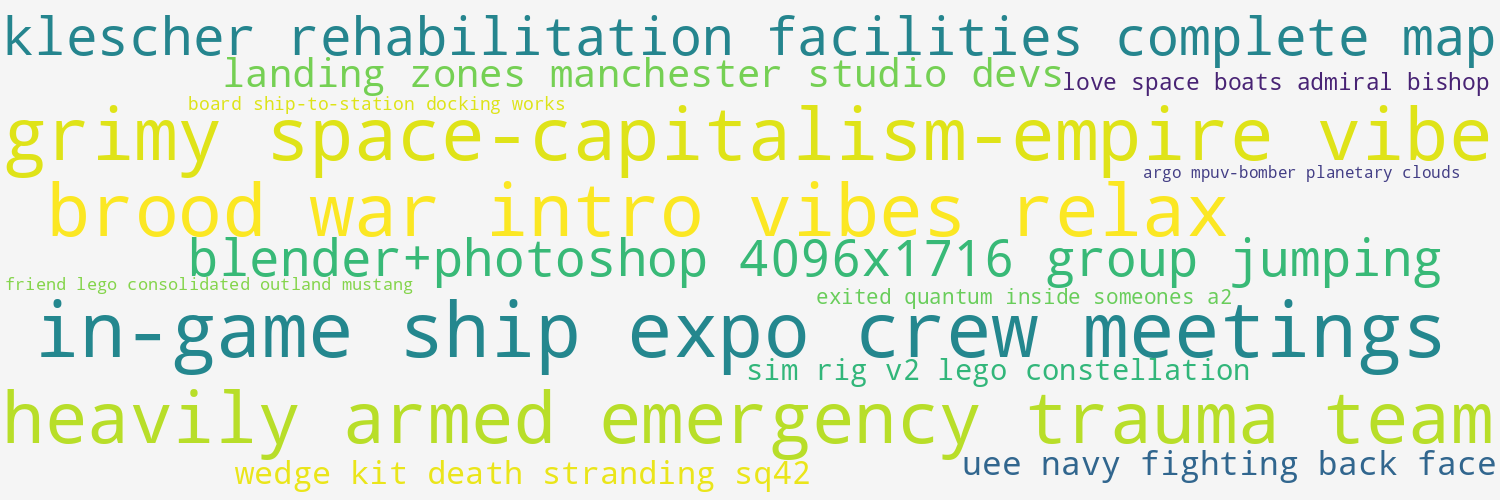 klescher rehabilitation facilities complete map
landing zones manchester studio devs
love space boats admiral bishop
board ship-to-station docking works
grimy space-capitalism-empire vibe
argo mpuv-bomber planetary clouds
brood war intro vibes relax
blender+photoshop 4096x1716 group jumping
friend lego consolidated outland mustang
exited quantum inside someones a2
in-game ship expo crew meetings
sim rig v2 lego constellation
heavily armed emergency trauma team
wedge kit death stranding sq42
uee navy fighting back face